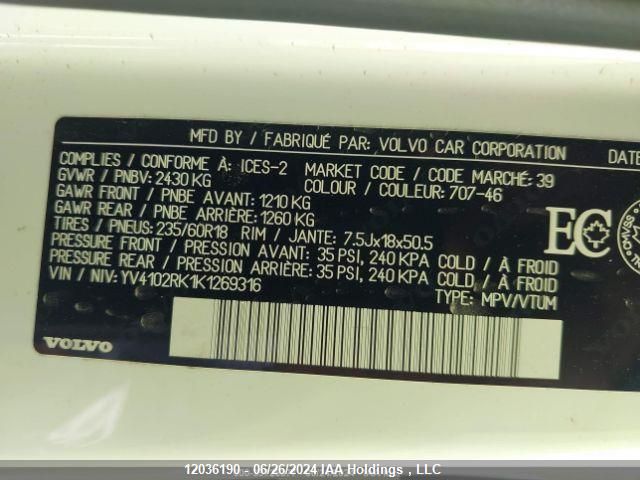 MFD BY / FABRIQUÉ PAR: VOLVO CAR CORPORATION DATE
COMPLIES / CONFORME À: ICES-2 MARKET CODE / CODE MARCHÉ: 39
GVWR / PNBV: 2430 KG COLOUR / COULEUR: 707-46
GAWR FRONT / PNBE AVANT: 1210 KG
GAWR REAR / PNBE ARRIÈRE: 1260 KG
TIRES / PNEUS: 235/60R18 RIM / JANTE: 7.5Jx18x50.5
PRESSURE FRONT / PRESSION AVANT: 35 PSI, 240 KPA COLD / À FROID
PRESSURE REAR / PRESSION ARRIÈRE: 35 PSI, 240 KPA COLD / À FROID
VIN / NIV: YV4102RK1K1269316 TYPE: MPV/VTUM
EC
VOLVO
12036190 - 06/26/2024 IAA Holdings , LLC